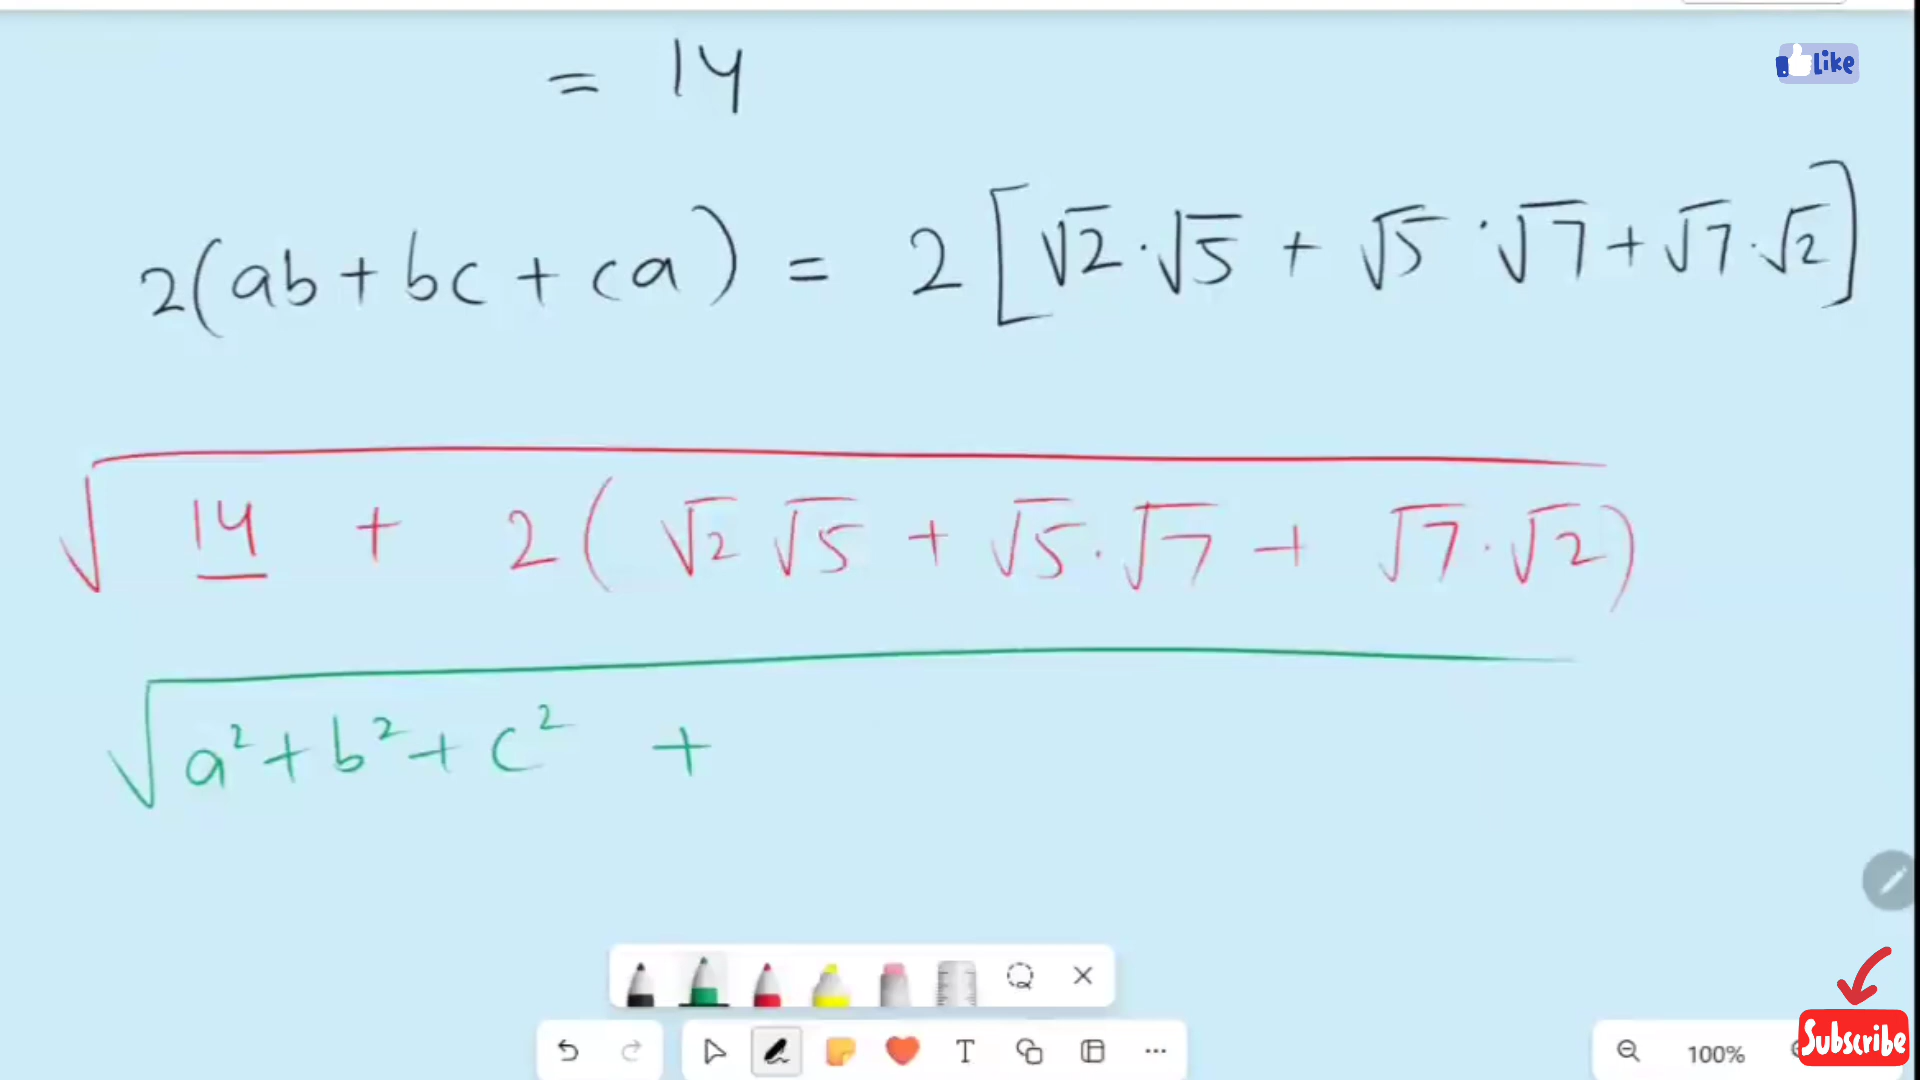 = 14
Like
2(ab+bc+ca) = 2[√2·√5 + √5·√7+√7·√2]
√14 + 2(√2 √5 + √5.√7 + √7.√2)
√a²+b²+c² +
T
100%
Subscribe